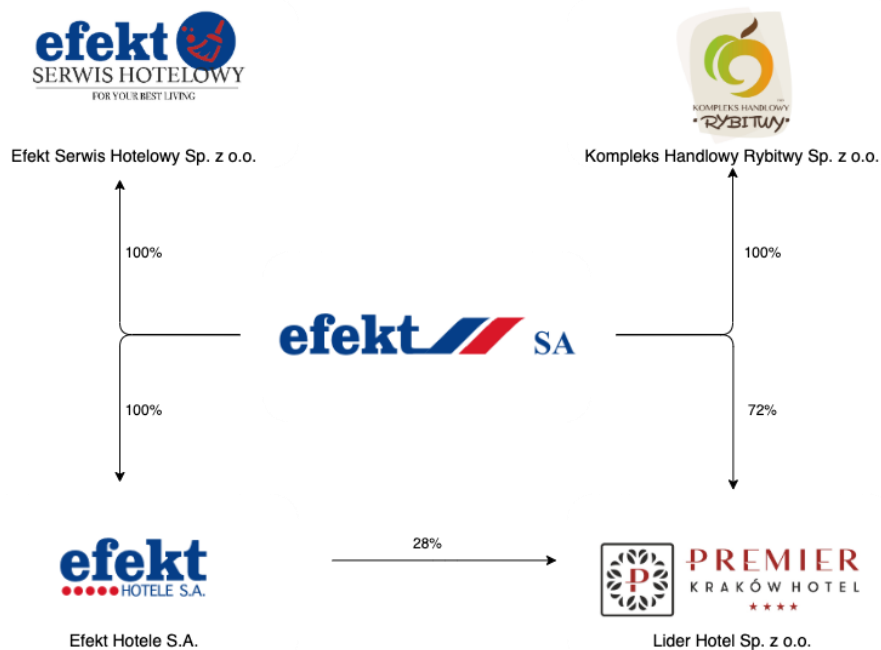 efekt
SERWIS HOTELOWY
FOR YOUR BEST LIVING
Efekt Serwis Hotelowy Sp. z o.o.
KOMPLEKS HANDLOWY
RYBITWY
Kompleks Handlowy Rybitwy Sp. z o.o.
100%
100%
efekt SA
100%
72%
efekt
HOTELE S.A.
Efekt Hotele S.A.
28%
P
PREMIER
KRAKÓW HOTEL
Lider Hotel Sp. z o.o.